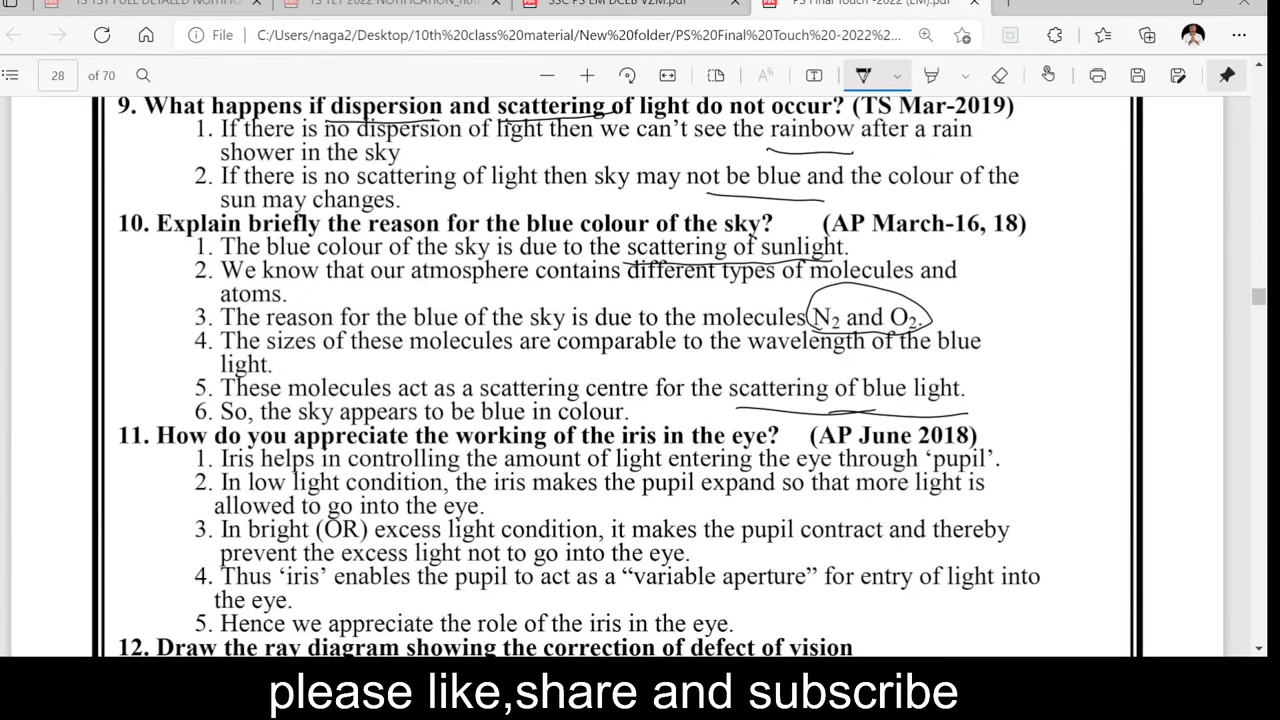 SSC PS EM DCEB VZM.pdf
PS Final Touch -2022 (EM).pdf
File C:/Users/naga2/Desktop/10th%20class%20material/New%20folder/PS%20Final%20Touch%20-2022%2...
28 of 70
9. What happens if dispersion and scattering of light do not occur? (TS Mar-2019)
1. If there is no dispersion of light then we can't see the rainbow after a rain
shower in the sky
2. If there is no scattering of light then sky may not be blue and the colour of the
sun may changes.
10. Explain briefly the reason for the blue colour of the sky? (AP March-16, 18)
1. The blue colour of the sky is due to the scattering of sunlight.
2. We know that our atmosphere contains different types of molecules and
atoms.
3. The reason for the blue of the sky is due to the molecules N₂ and O₂.
4. The sizes of these molecules are comparable to the wavelength of the blue
light.
5. These molecules act as a scattering centre for the scattering of blue light.
6. So, the sky appears to be blue in colour.
11. How do you appreciate the working of the iris in the eye? (AP June 2018)
1. Iris helps in controlling the amount of light entering the eye through ‘pupil’.
2. In low light condition, the iris makes the pupil expand so that more light is
allowed to go into the eye.
3. In bright (OR) excess light condition, it makes the pupil contract and thereby
prevent the excess light not to go into the eye.
4. Thus ‘iris’ enables the pupil to act as a “variable aperture” for entry of light into
the eye.
5. Hence we appreciate the role of the iris in the eye.
12. Draw the ray diagram showing the correction of defect of vision
please like,share and subscribe